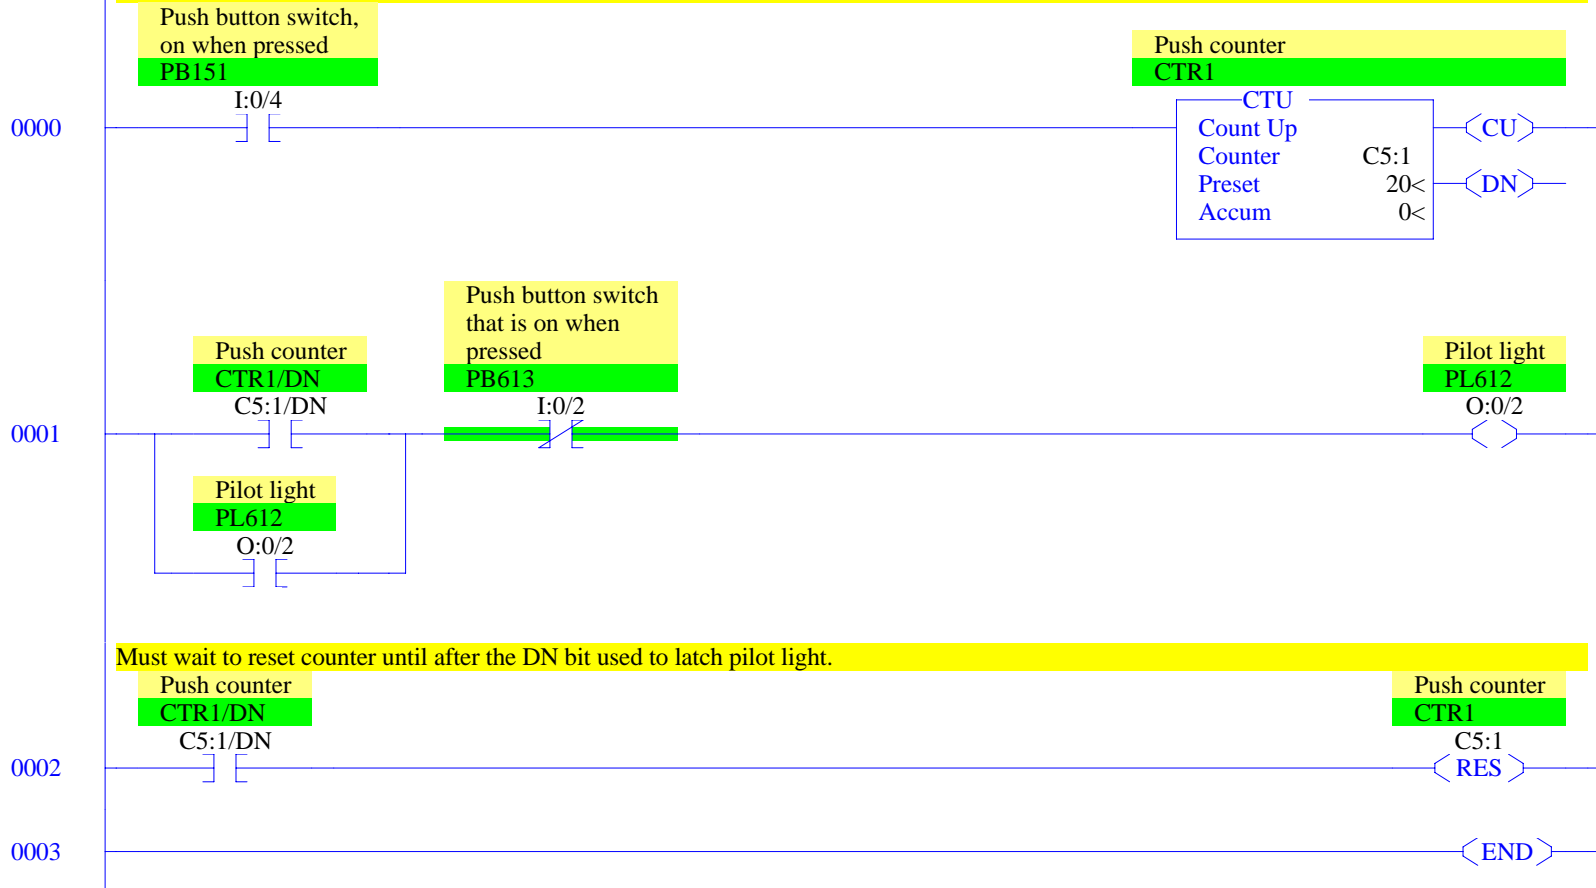 Push button switch,
on when pressed
PB151
I:0/4
Push counter
CTR1
0000
CTU
Count Up
Counter C5:1
Preset 20<
Accum 0<
CU
DN
Push button switch
that is on when
pressed
PB613
I:0/2
Push counter
CTR1/DN
C5:1/DN
Pilot light
PL612
O:0/2
0001
Pilot light
PL612
O:0/2
Must wait to reset counter until after the DN bit used to latch pilot light.
Push counter
CTR1/DN
C5:1/DN
Push counter
CTR1
C5:1
0002
RES
0003
END